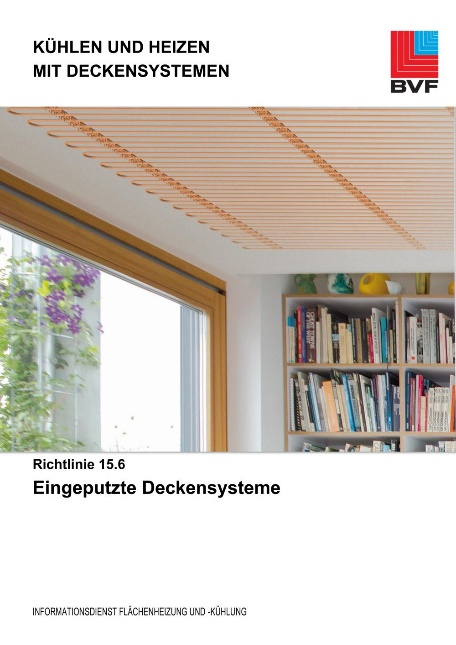 KÜHLEN UND HEIZEN
MIT DECKENSYSTEMEN
BVF
Richtlinie 15.6
Eingeputzte Deckensysteme
INFORMATIONSDIENST FLÄCHENHEIZUNG UND -KÜHLUNG